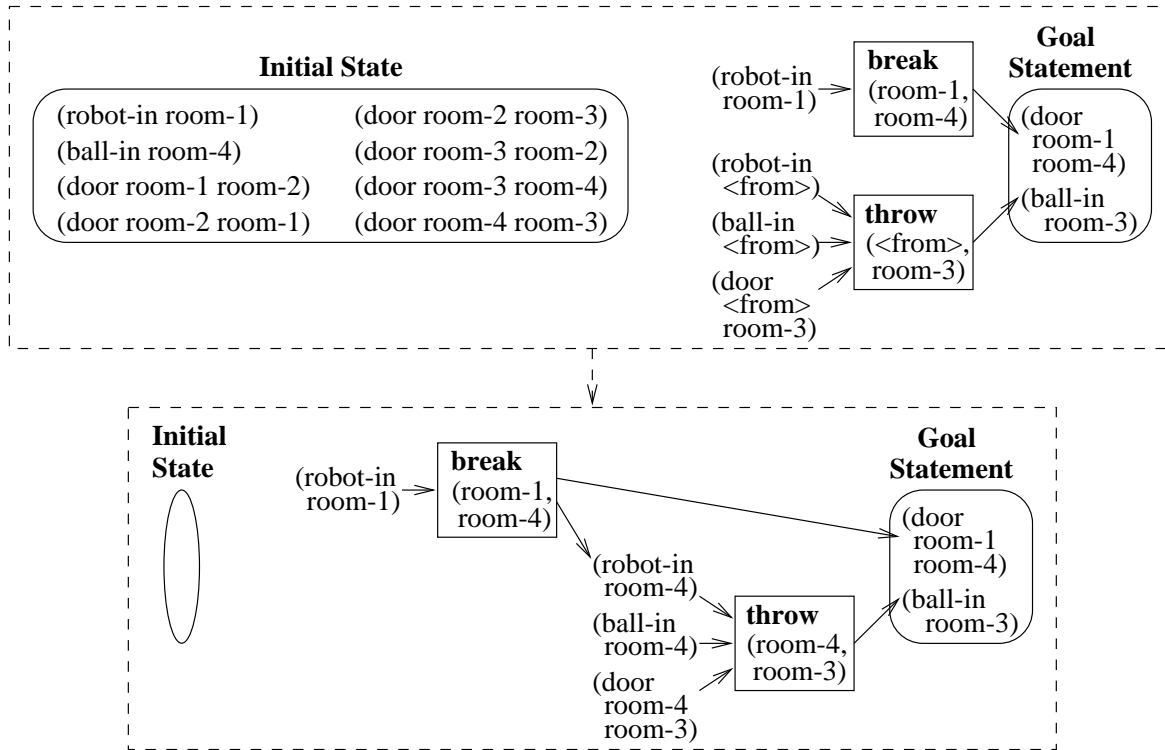 Initial State
(robot-in room-1)
(ball-in room-4)
(door room-1 room-2)
(door room-2 room-1)
(door room-2 room-3)
(door room-3 room-2)
(door room-3 room-4)
(door room-4 room-3)
(robot-in
room-1)
break
(room-1,
room-4)
(robot-in
<from>)
(ball-in
<from>)
(door
<from>
room-3)
throw
(<from>,
room-3)
Goal
Statement
(door
room-1
room-4)
(ball-in
room-3)
Initial
State
(robot-in
room-1)
break
(room-1,
room-4)
(robot-in
room-4)
(ball-in
room-4)
(door
room-4
room-3)
throw
(room-4,
room-3)
Goal
Statement
(door
room-1
room-4)
(ball-in
room-3)